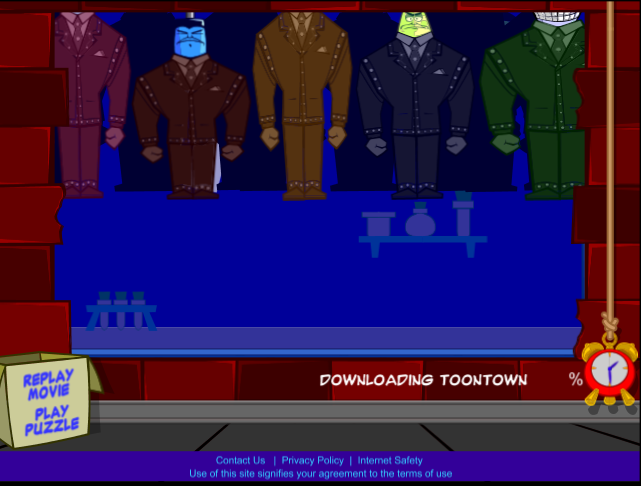 DOWNLOADING TOONTOWN %
REPLAY
MOVIE
PLAY
PUZZLE
Contact Us | Privacy Policy | Internet Safety
Use of this site signifies your agreement to the terms of use